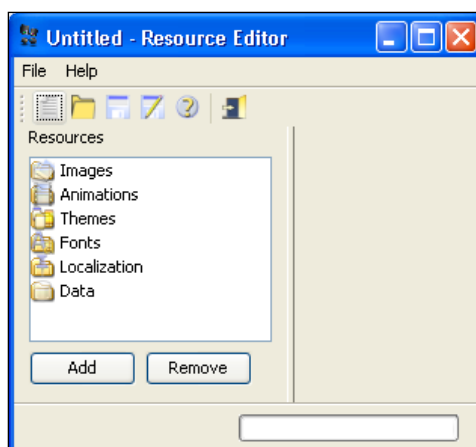 Untitled - Resource Editor
File Help
Resources
Images
Animations
Themes
Fonts
Localization
Data
Add Remove